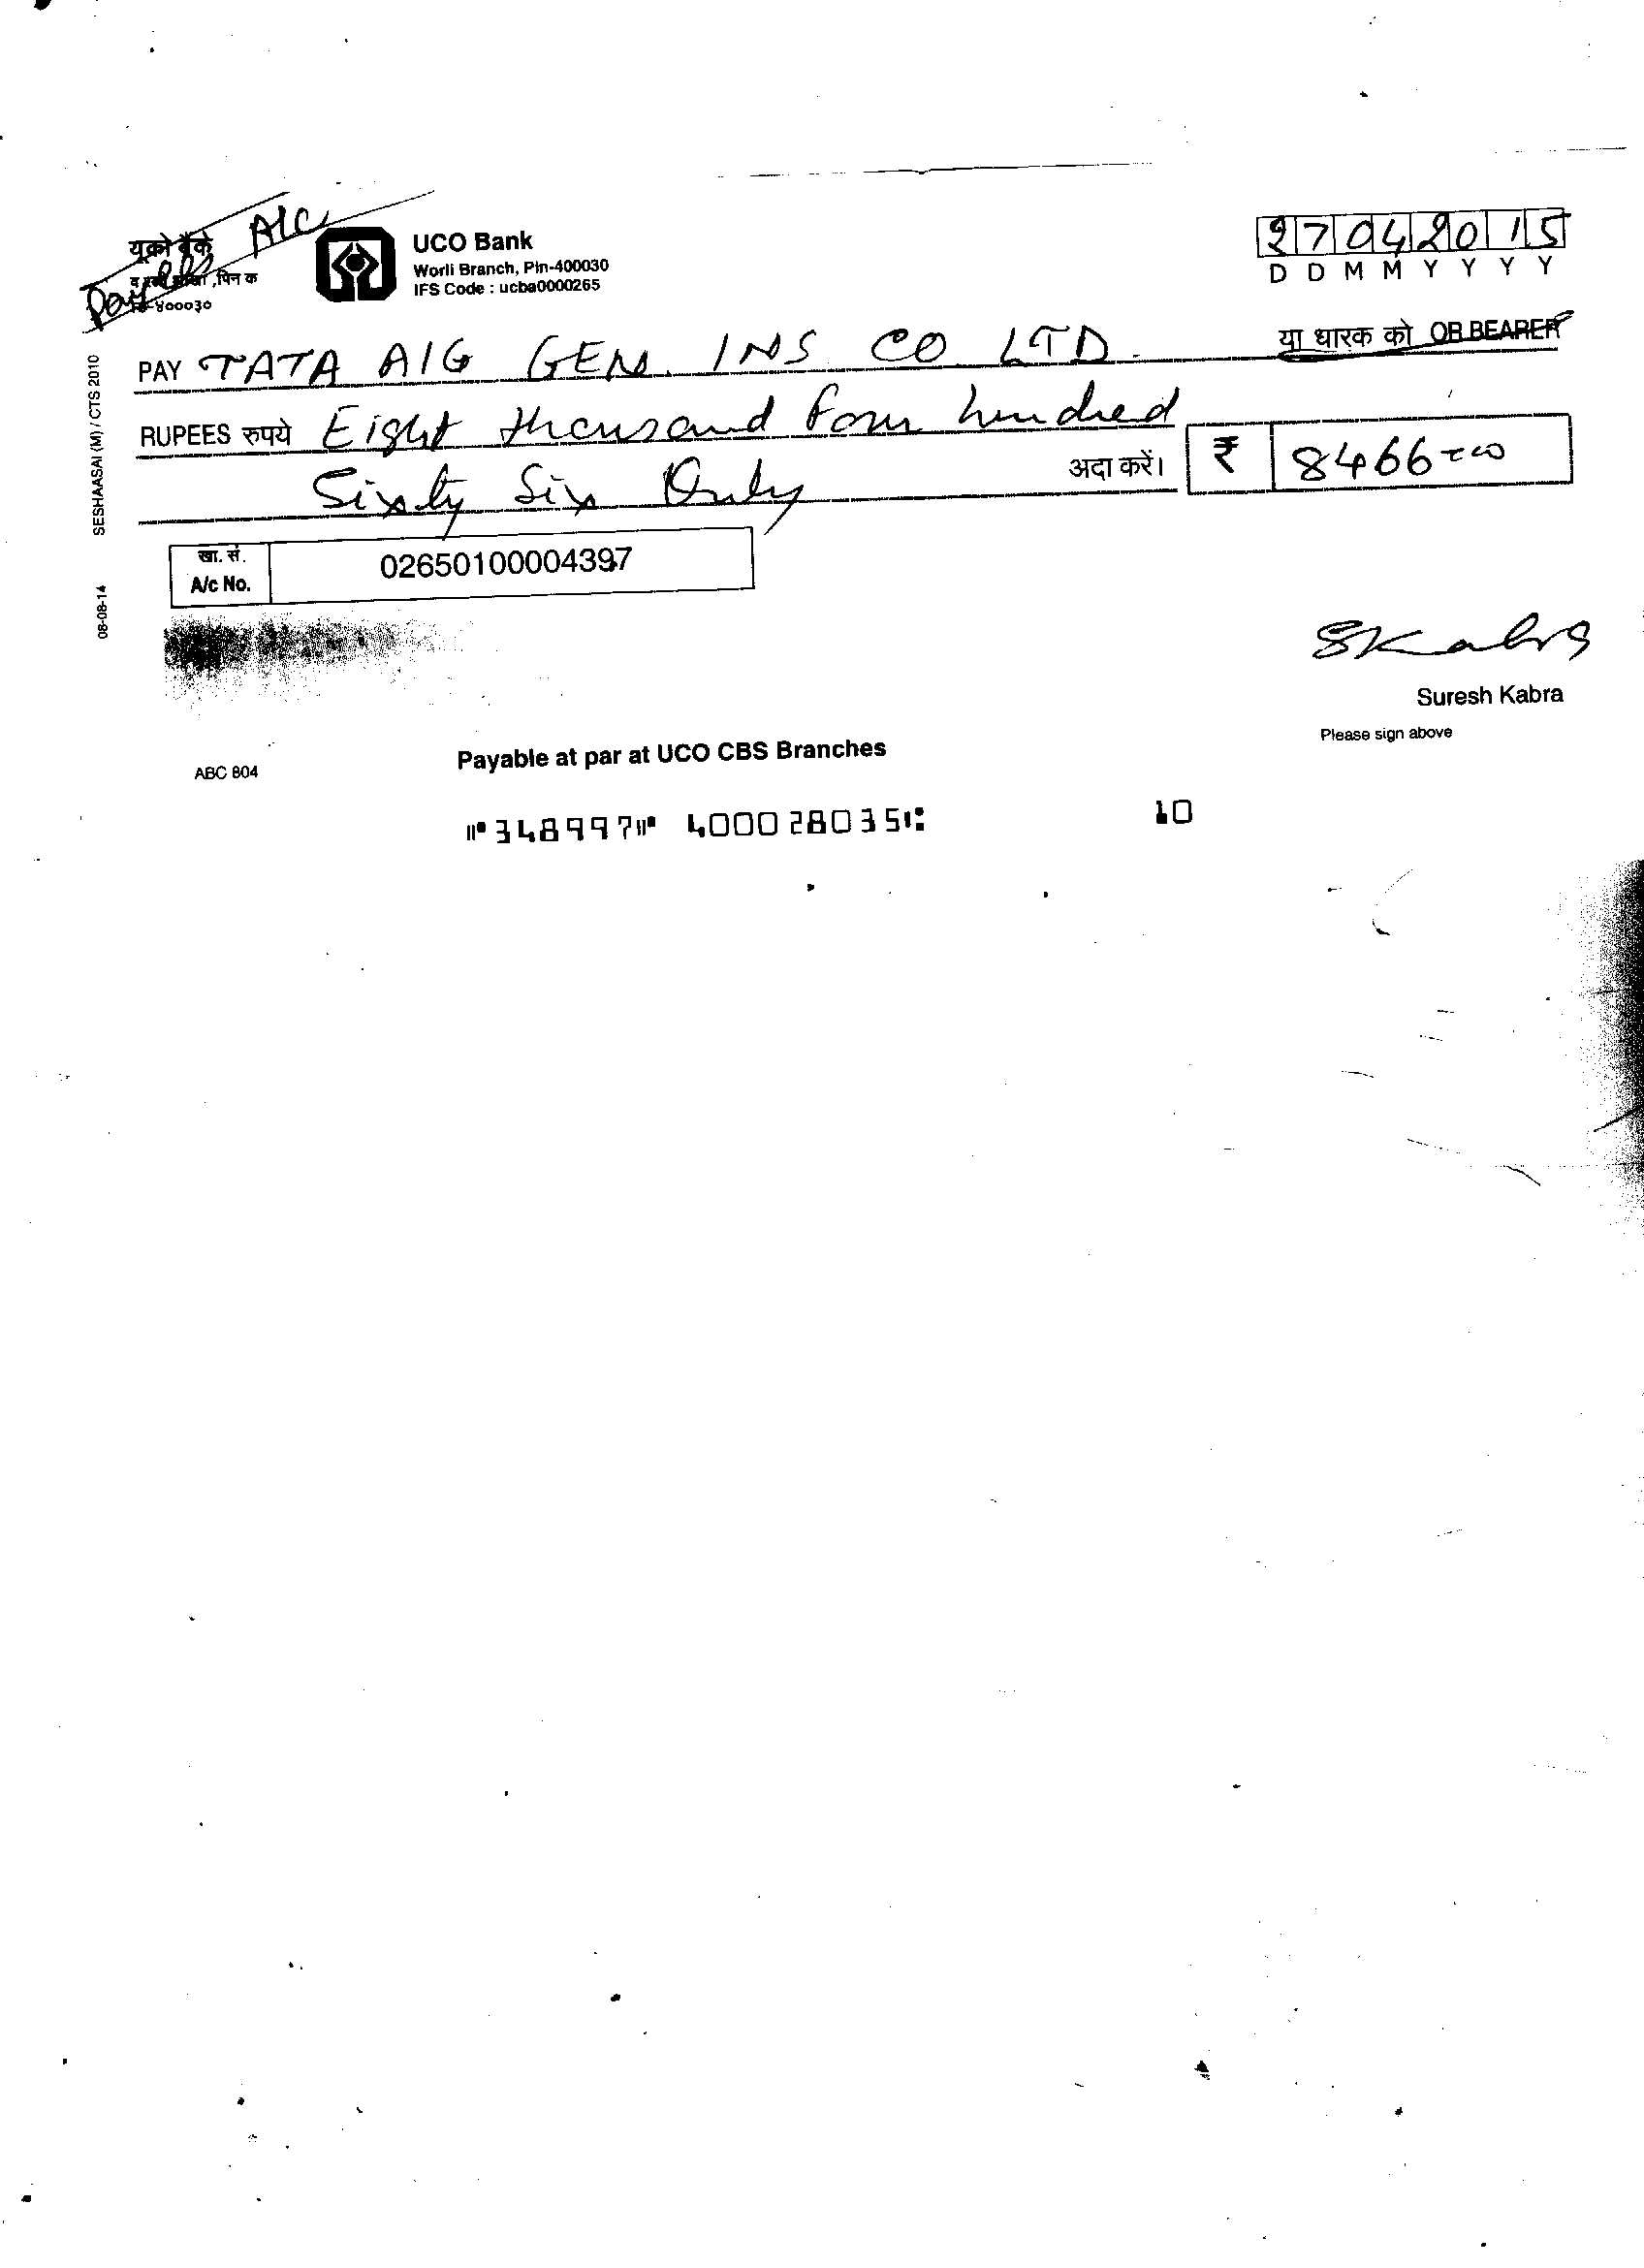 A/C
Payee
यूको बैंक
,पिन क
४०००३०
UCO Bank
Worli Branch, Pin-400030
IFS Code : ucba0000265
27042015
D D M M Y Y Y Y
PAY TATA AIG GEN. INS CO LTD.
या धारक को OR BEARER
RUPEES रुपये Eight thousand four hundred
Sixty Six Only
अदा करें।
₹ 8466=00
खा. सं.
A/c No.
02650100004397
SESHAASAI (M) / CTS 2010
08-08-14
SKabra
Suresh Kabra
Please sign above
Payable at par at UCO CBS Branches
ABC 804
⑈348997⑈ 400028035⑆ 10